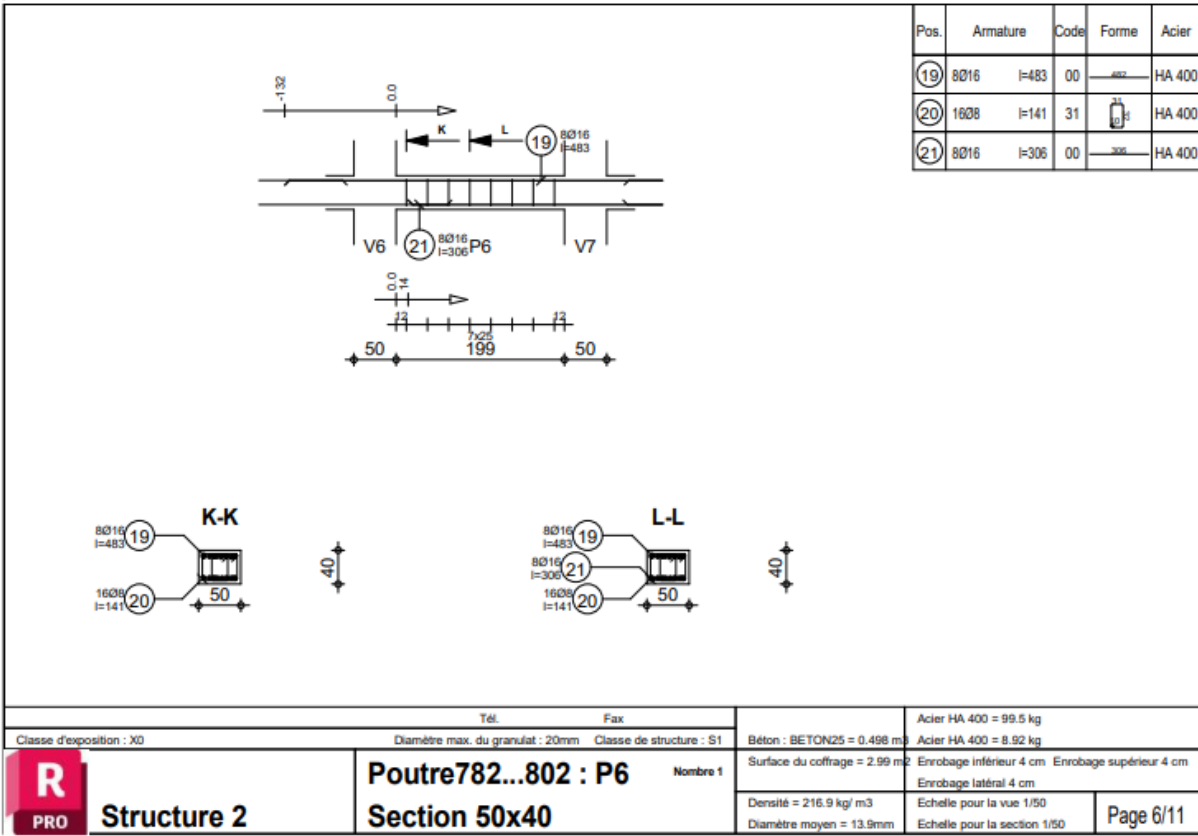 Pos. Armature Code Forme Acier
19 8Ø16 l=483 00 482 HA 400
20 16Ø8 l=141 31 31 HA 400
21 8Ø16 l=306 00 306 HA 400
-132 0.0
K L 19 8Ø16
l=483
V6 21 8Ø16 P6 V7
l=306
0.0 14
12 12
7x25
50 199 50
K-K
8Ø16 19
l=483
40
16Ø8 20
l=141
50
L-L
8Ø16 19
l=483
8Ø16 21
l=306
40
16Ø8 20
l=141
50
Tél. Fax
Classe d'exposition : X0 Diamètre max. du granulat : 20mm Classe de structure : S1
Béton : BETON25 = 0.498 m3
Acier HA 400 = 99.5 kg
Acier HA 400 = 8.92 kg
Surface du coffrage = 2.99 m2
Enrobage inférieur 4 cm Enrobage supérieur 4 cm
Enrobage latéral 4 cm
R
PRO
Structure 2
Poutre782...802 : P6 Nombre 1
Section 50x40
Densité = 216.9 kg/ m3
Diamètre moyen = 13.9mm
Echelle pour la vue 1/50
Echelle pour la section 1/50
Page 6/11